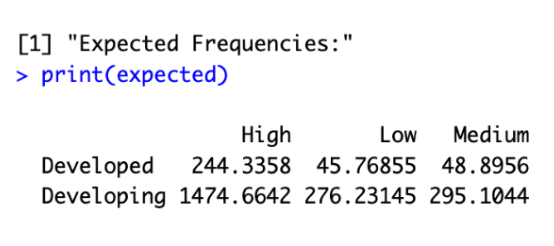 [1] "Expected Frequencies:"
> print(expected)
High Low Medium
Developed 244.3358 45.76855 48.8956
Developing 1474.6642 276.23145 295.1044